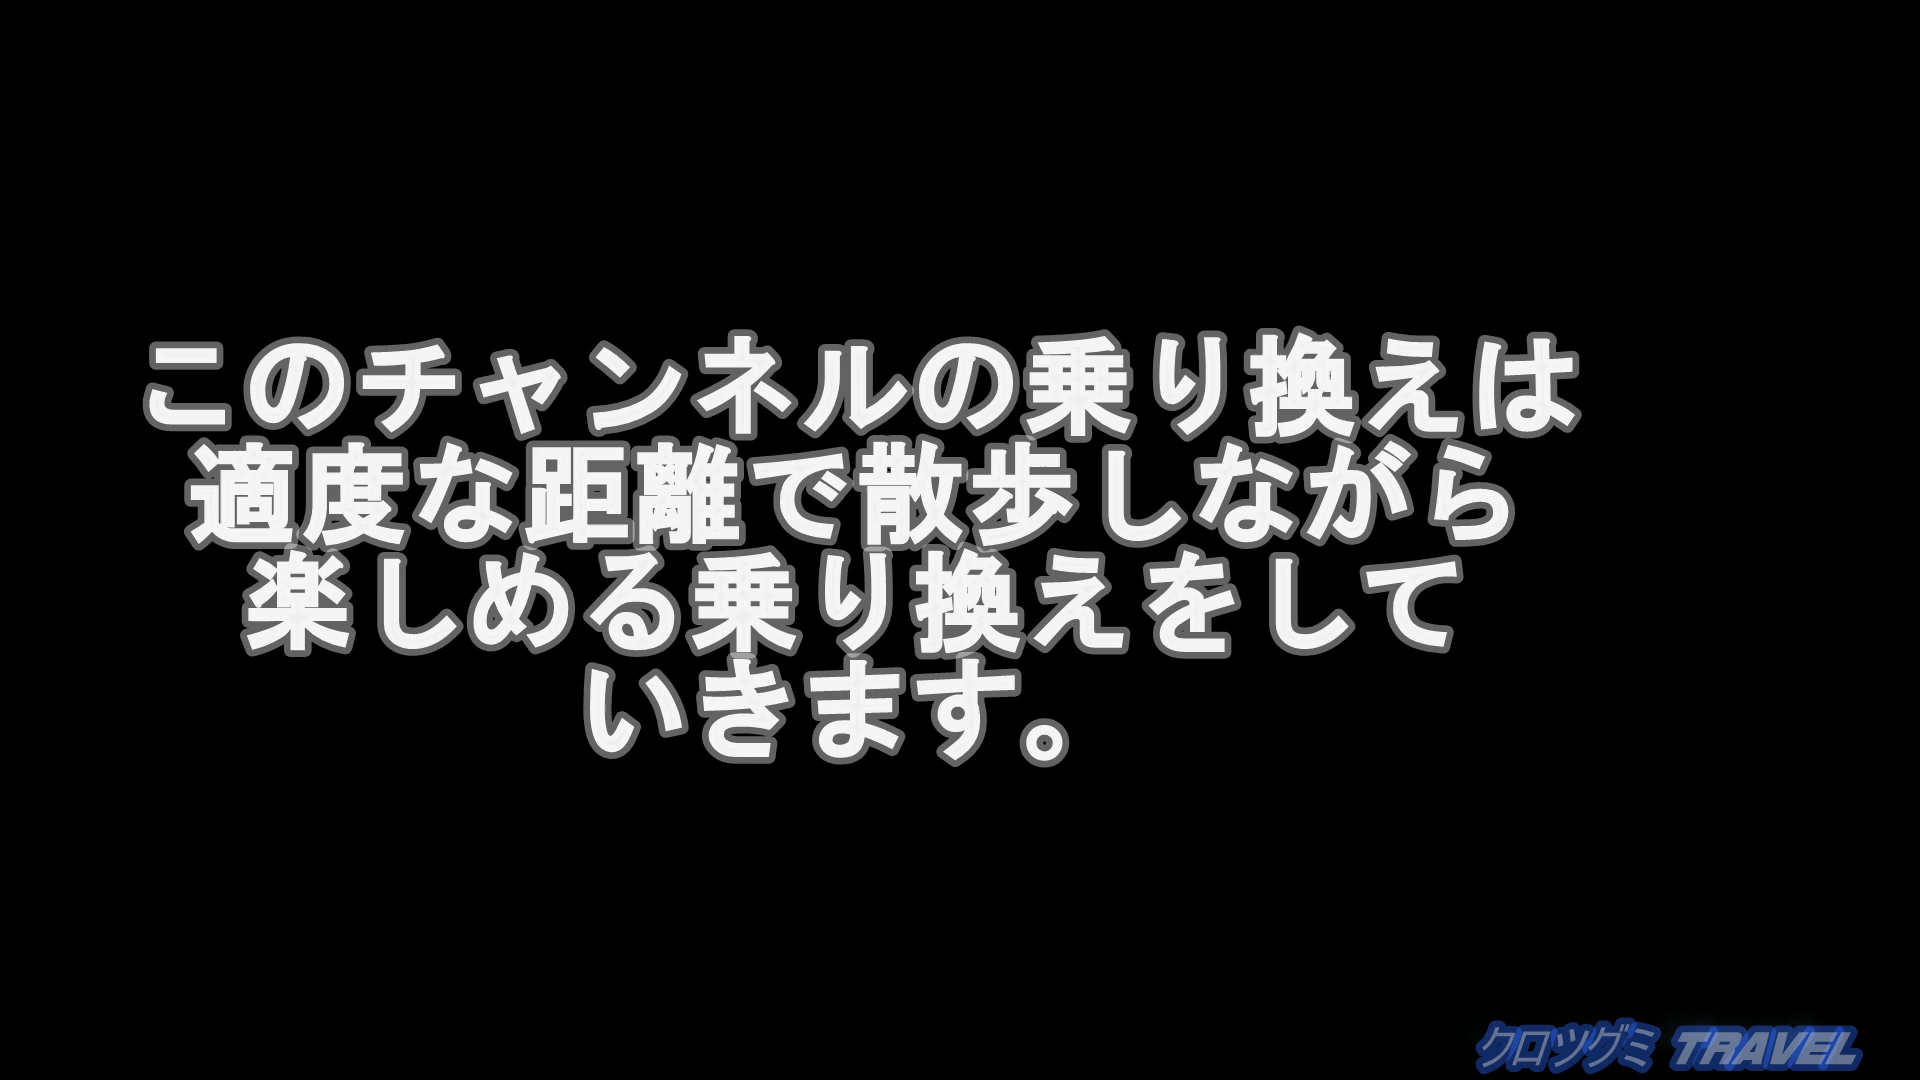 このチャンネルの乗り換えは
適度な距離で散歩しながら
楽しめる乗り換えをして
いきます。
クロツグミ TRAVEL